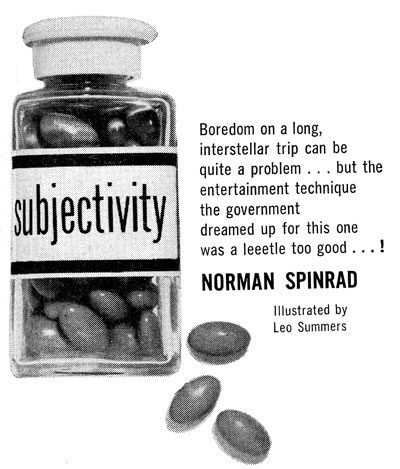 subjectivity
Boredom on a long,
interstellar trip can be
quite a problem . . . but the
entertainment technique
the government
dreamed up for this one
was a leeetle too good . . . !
NORMAN SPINRAD
Illustrated by
Leo Summers